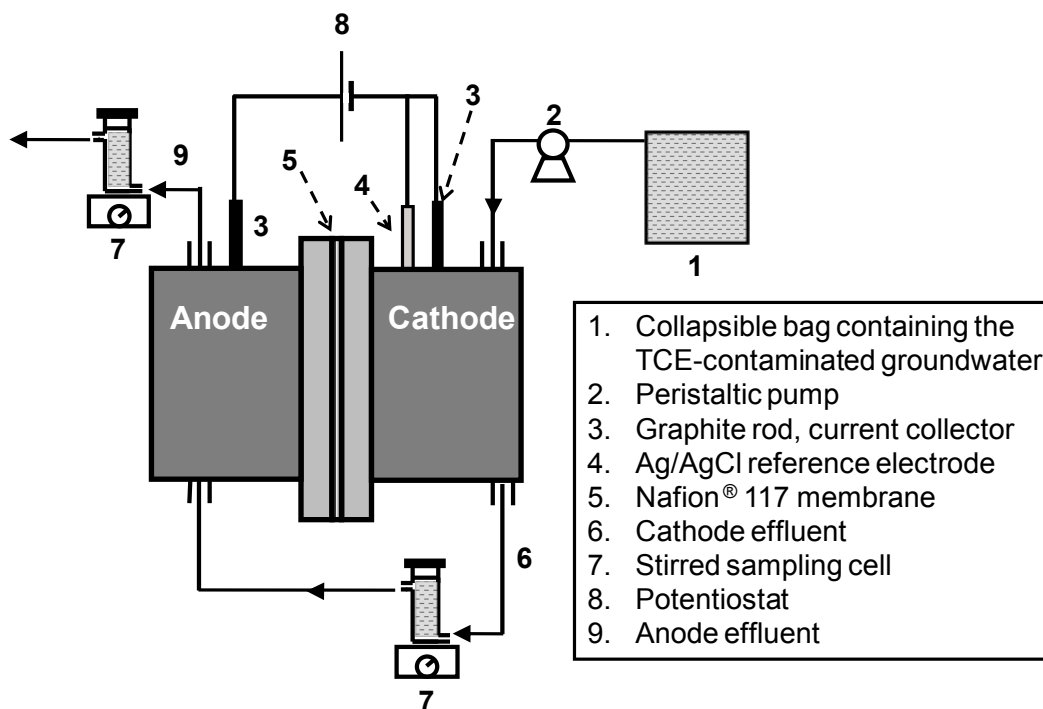 8
3
2
9
5
4
3
7
1
Anode
Cathode
6
7
1. Collapsible bag containing the
TCE-contaminated groundwater
2. Peristaltic pump
3. Graphite rod, current collector
4. Ag/AgCl reference electrode
5. Nafion® 117 membrane
6. Cathode effluent
7. Stirred sampling cell
8. Potentiostat
9. Anode effluent